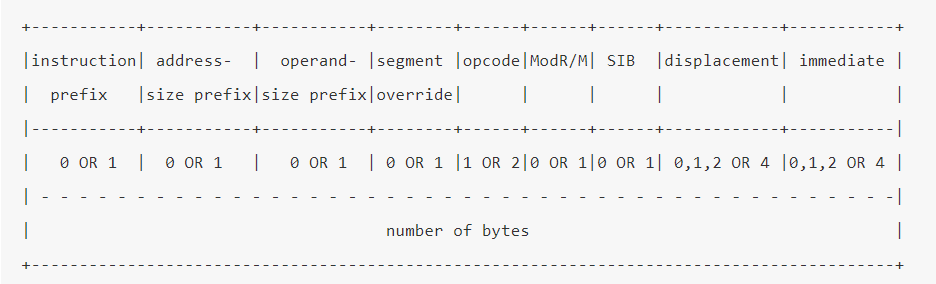 +-----------+-----------+-----------+--------+------+------+------+------------+-----------+
|instruction| address-  |  operand- |segment |opcode|ModR/M| SIB  |displacement| immediate |
|  prefix   |size prefix|size prefix|override|      |      |      |            |           |
|-----------+-----------+-----------+--------+------+------+------+------------+-----------|
|   0 OR 1  |  0 OR 1   |   0 OR 1  | 0 OR 1 |1 OR 2|0 OR 1|0 OR 1| 0,1,2 OR 4 |0,1,2 OR 4 |
| - - - - - - - - - - - - - - - - - - - - - - - - - - - - - - - - - - - - - - - - - - - - -|
|                                     number of bytes                                      |
+------------------------------------------------------------------------------------------+